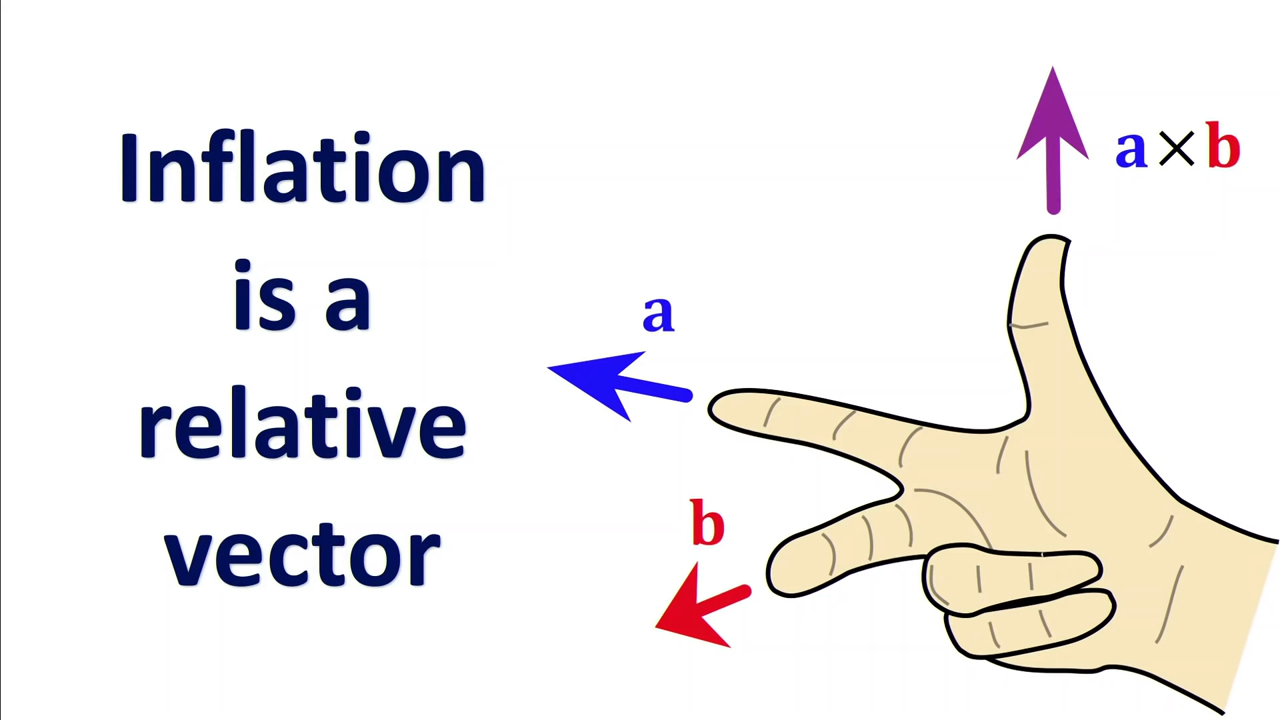 Inflation
is a
relative
vector
a×b
a
b